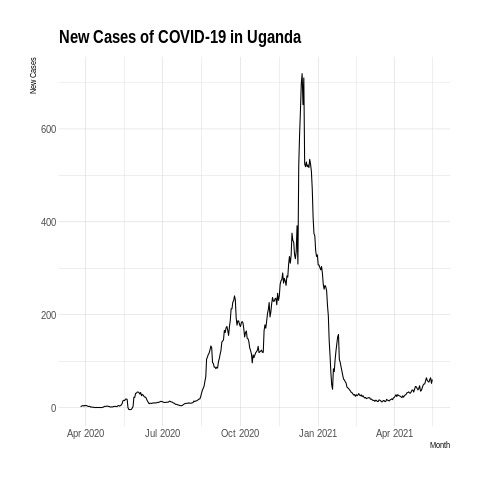 New Cases of COVID-19 in Uganda
New Cases
600
400
200
0
Apr 2020 Jul 2020 Oct 2020 Jan 2021 Apr 2021
Month